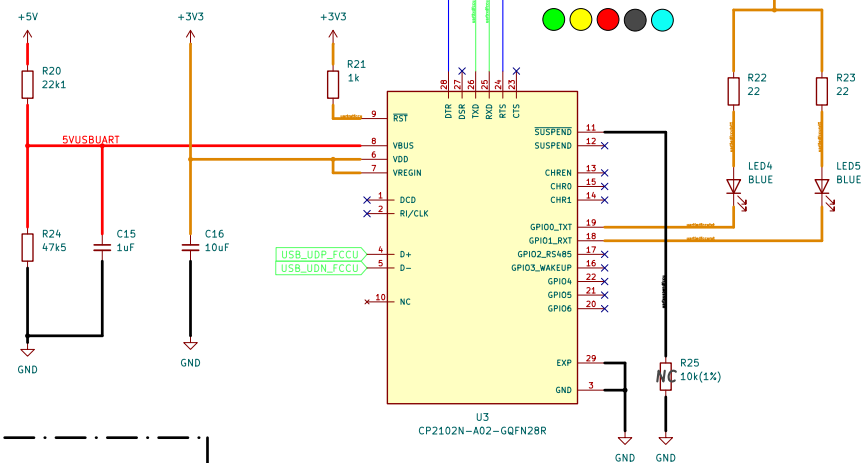 +5V
+3V3
+3V3
R20
22k1
R21
1k
R22
22
R23
22
28
27
26
25
24
23
DTR
DSR
TXD
RXD
RTS
CTS
9
RST
5VUSBUART
8
VBUS
6
VDD
7
VREGIN
SUSPEND
11
SUSPEND
12
CHREN
13
CHR0
15
CHR1
14
LED4
BLUE
LED5
BLUE
1
DCD
2
RI/CLK
R24
47k5
C15
1uF
C16
10uF
GPIO0_TXT
19
GPIO1_RXT
18
GPIO2_RS485
17
GPIO3_WAKEUP
16
GPIO4
22
GPIO5
21
GPIO6
20
USB_UDP_FCCU
4
D+
USB_UDN_FCCU
5
D-
10
NC
EXP
29
GND
3
R25
10k(1%)
NC
GND
GND
U3
CP2102N-A02-GQFN28R
GND
GND